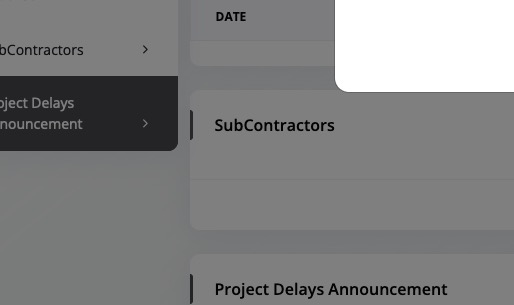 DATE
bContractors
oject Delays
nouncement
SubContractors
Project Delays Announcement